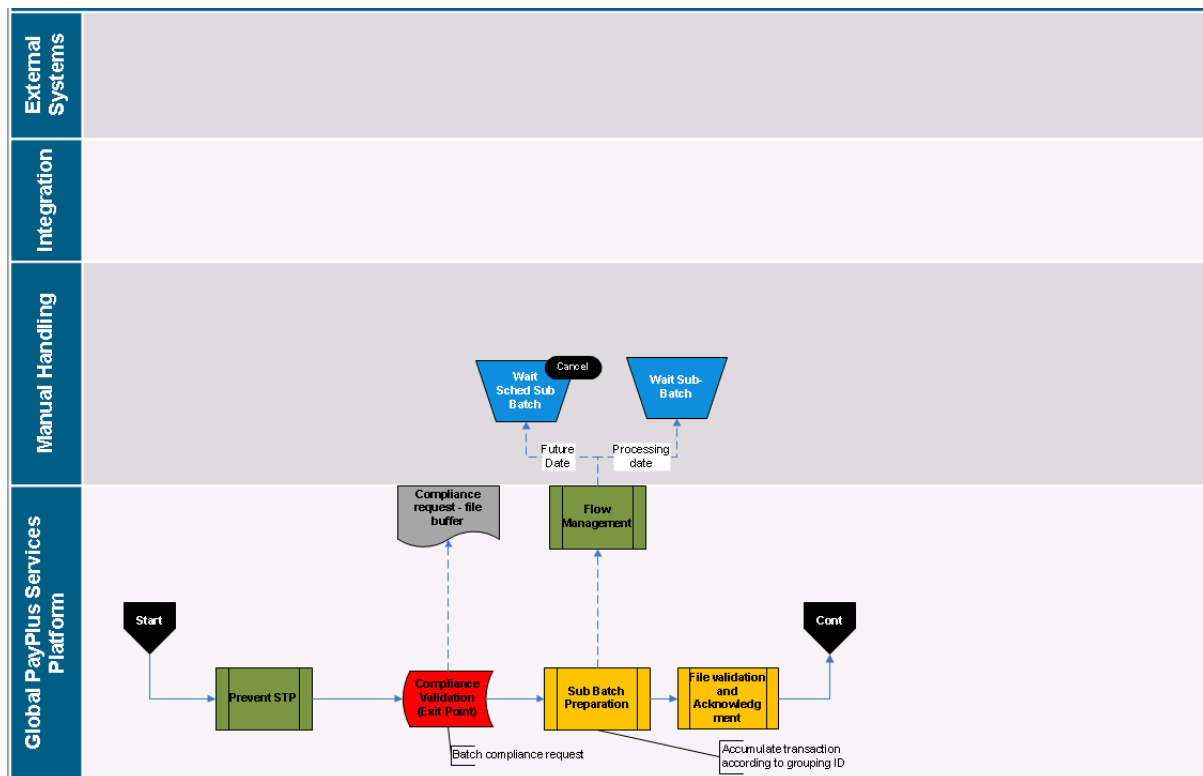 External
Systems
Integration
Manual Handling
Cancel
Wait
Sched Sub
Batch
Wait Sub-
Batch
Future
Date
Processing
date
Global PayPlus Services
Platform
Compliance
request - file
buffer
Flow
Management
Start
Cont
Prevent STP
Compliance
Validation
(Exit Point)
Sub Batch
Preparation
File validation
and
Acknowledg
ment
Batch compliance request
Accumulate transaction
according to grouping ID